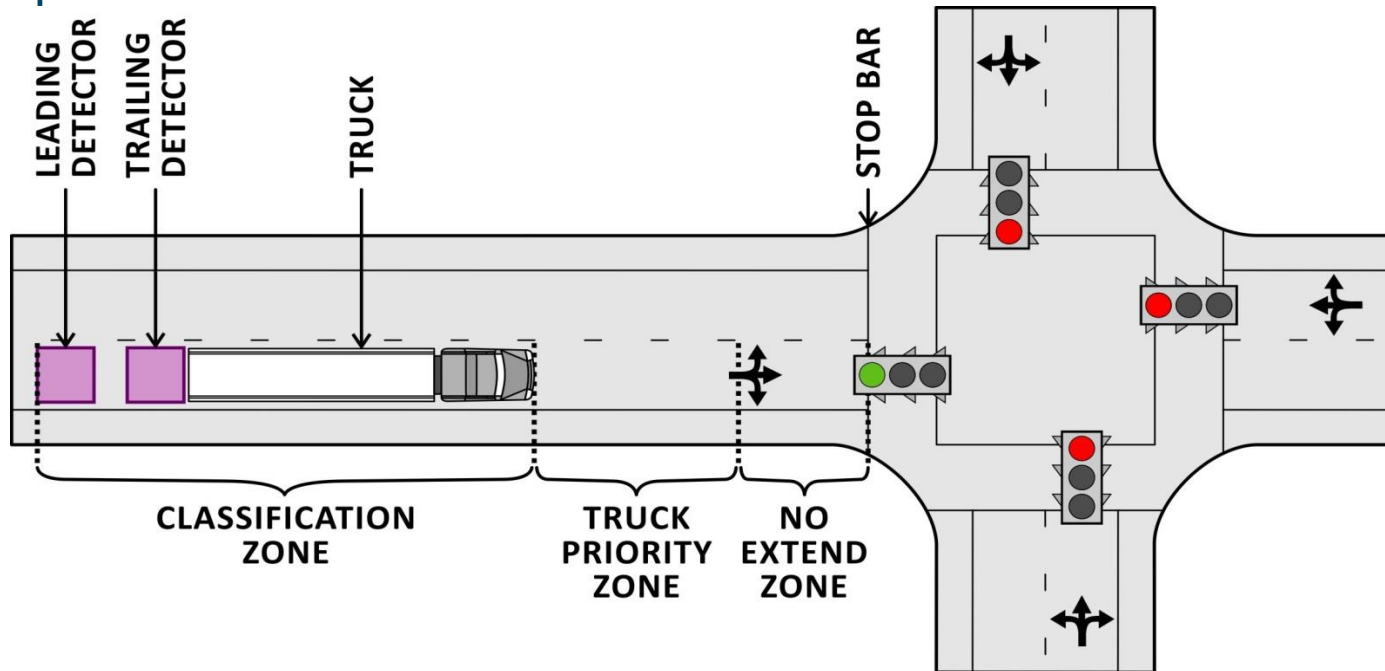 LEADING
DETECTOR
TRAILING
DETECTOR
TRUCK
STOP BAR
CLASSIFICATION
ZONE
TRUCK
PRIORITY
ZONE
NO
EXTEND
ZONE